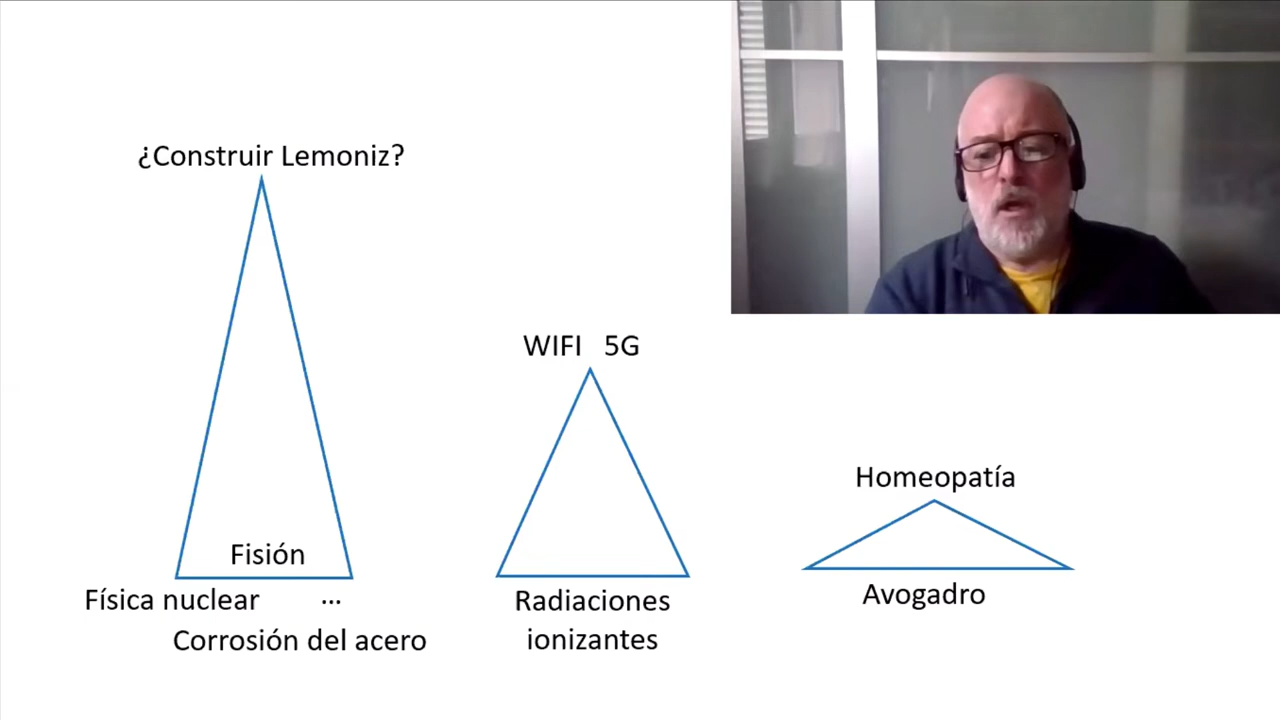 ¿Construir Lemoniz?
Fisión
Física nuclear ...
Corrosión del acero
WIFI 5G
Radiaciones
ionizantes
Homeopatía
Avogadro